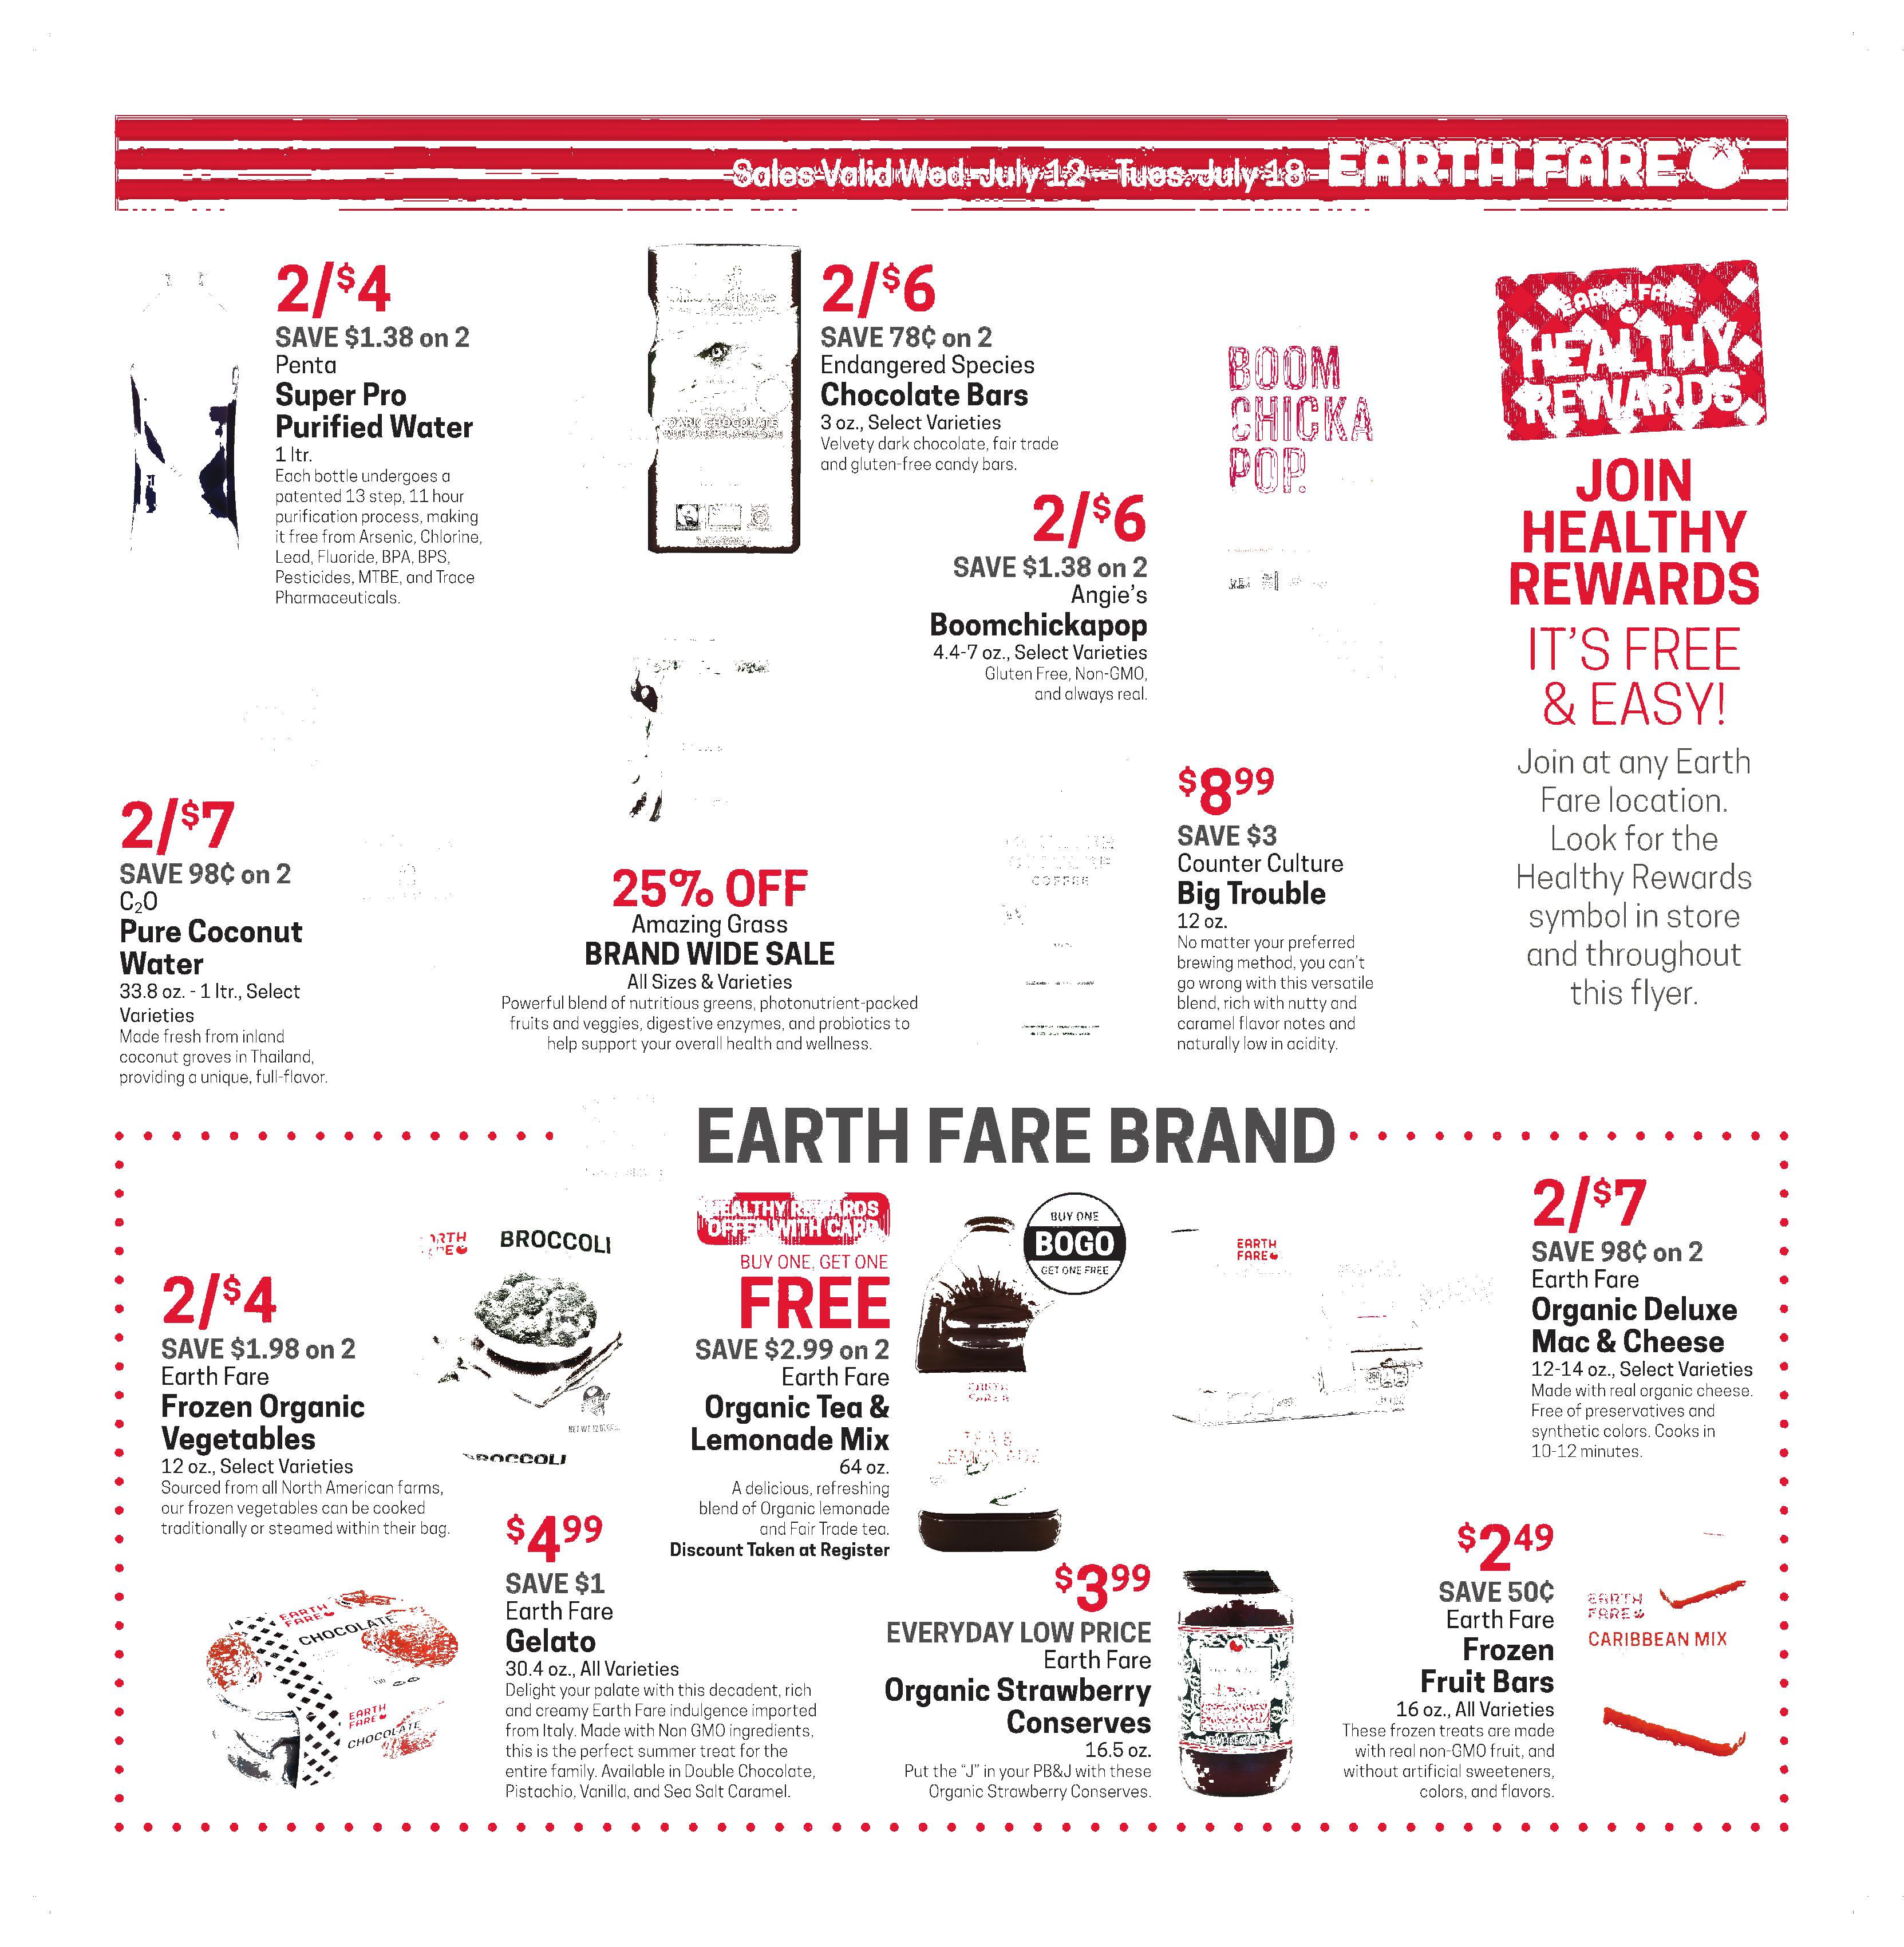 Sales Valid Wed. July 12 – Tues. July 18 EARTH FARE
2/$4
SAVE $1.38 on 2
Penta
Super Pro
Purified Water
1 ltr.
Each bottle undergoes a
patented 13 step, 11 hour
purification process, making
it free from Arsenic, Chlorine,
Lead, Fluoride, BPA, BPS,
Pesticides, MTBE, and Trace
Pharmaceuticals.
DARK CHOCOLATE
2/$6
SAVE 78¢ on 2
Endangered Species
Chocolate Bars
3 oz., Select Varieties
Velvety dark chocolate, fair trade
and gluten-free candy bars.
2/$6
SAVE $1.38 on 2
Angie's
Boomchickapop
4.4-7 oz., Select Varieties
Gluten Free, Non-GMO,
and always real.
BOOM
CHICKA
POP.
EARTH FARE
HEALTHY
REWARDS
JOIN
HEALTHY
REWARDS
IT'S FREE
& EASY!
Join at any Earth
Fare location.
Look for the
Healthy Rewards
symbol in store
and throughout
this flyer.
2/$7
SAVE 98¢ on 2
C₂O
Pure Coconut
Water
33.8 oz. - 1 ltr., Select
Varieties
Made fresh from inland
coconut groves in Thailand,
providing a unique, full-flavor.
25% OFF
Amazing Grass
BRAND WIDE SALE
All Sizes & Varieties
Powerful blend of nutritious greens, photonutrient-packed
fruits and veggies, digestive enzymes, and probiotics to
help support your overall health and wellness.
COFFEE
$8.99
SAVE $3
Counter Culture
Big Trouble
12 oz.
No matter your preferred
brewing method, you can't
go wrong with this versatile
blend, rich with nutty and
caramel flavor notes and
naturally low in acidity.
EARTH FARE BRAND
2/$4
SAVE $1.98 on 2
Earth Fare
Frozen Organic
Vegetables
12 oz., Select Varieties
Sourced from all North American farms,
our frozen vegetables can be cooked
traditionally or steamed within their bag.
BROCCOLI
BROCCOLI
HEALTHY REWARDS
OFFER WITH CARD
BUY ONE, GET ONE
FREE
SAVE $2.99 on 2
Earth Fare
Organic Tea &
Lemonade Mix
64 oz.
A delicious, refreshing
blend of Organic lemonade
and Fair Trade tea.
Discount Taken at Register
BUY ONE
BOGO
GET ONE FREE
EARTH
FARE
TEA &
LEMONADE
EARTH
FARE
2/$7
SAVE 98¢ on 2
Earth Fare
Organic Deluxe
Mac & Cheese
12-14 oz., Select Varieties
Made with real organic cheese.
Free of preservatives and
synthetic colors. Cooks in
10-12 minutes.
EARTH
FARE
CHOCOLATE
EARTH
FARE
CHOCOLATE
$4.99
SAVE $1
Earth Fare
Gelato
30.4 oz., All Varieties
Delight your palate with this decadent, rich
and creamy Earth Fare indulgence imported
from Italy. Made with Non GMO ingredients,
this is the perfect summer treat for the
entire family. Available in Double Chocolate,
Pistachio, Vanilla, and Sea Salt Caramel.
$3.99
EVERYDAY LOW PRICE
Earth Fare
Organic Strawberry
Conserves
16.5 oz.
Put the “J” in your PB&J with these
Organic Strawberry Conserves.
$2.49
SAVE 50¢
Earth Fare
Frozen
Fruit Bars
16 oz., All Varieties
These frozen treats are made
with real non-GMO fruit, and
without artificial sweeteners,
colors, and flavors.
EARTH
FARE
CARIBBEAN MIX